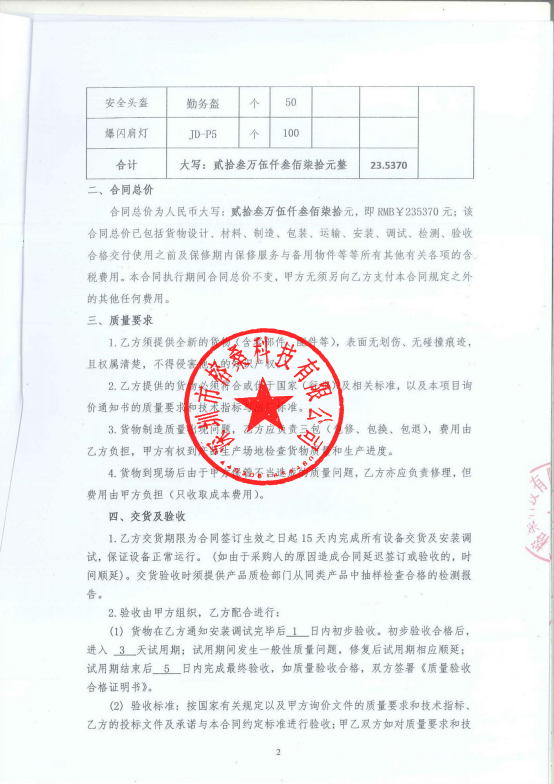 安全头盔 勤务盔 个 50
爆闪肩灯 JD-P5 个 100
合计 大写：贰拾叁万伍仟叁佰柒拾元整 23.5370
二、合同总价
合同总价为人民币大写：贰拾叁万伍仟叁佰柒拾元，即 RMB￥235370 元；该
合同总价已包括货物设计、材料、制造、包装、运输、安装、调试、检测、验收
合格交付使用之前及保修期内保修服务与备用物件等等所有其他有关各项的含
税费用。本合同执行期间合同总价不变，甲方无须另向乙方支付本合同规定之外
的其他任何费用。
三、质量要求
1.乙方须提供全新的货物（含 部件、配件等），表面无划伤、无碰撞痕迹，
且权属清楚，不得侵害他人的知识产权。
2.乙方提供的货物必须符合或优于国家（行业）及相关标准，以及本项目询
价通知书的质量要求和技术指标 标准。
3.货物制造质量出现问题，乙方应负责三包（包修、包换、包退），费用由
乙方负担，甲方有权到乙方生产场地检查货物质量和生产进度。
4.货物到现场后由于甲方保管不当造成的质量问题，乙方亦应负责修理，但
费用由甲方负担（只收取成本费用）。
四、交货及验收
1.乙方交货期限为合同签订生效之日起 15 天内完成所有设备交货及安装调
试，保证设备正常运行。（如由于采购人的原因造成合同延迟签订或验收的，时
间顺延）。交货验收时须提供产品质检部门从同类产品中抽样检查合格的检测报
告。
2.验收由甲方组织，乙方配合进行：
(1) 货物在乙方通知安装调试完毕后 1 日内初步验收。初步验收合格后，
进入 3 天试用期；试用期间发生一般性质量问题，修复后试用期相应顺延；
试用期结束后 5 日内完成最终验收，如质量验收合格，双方签署《质量验收
合格证明书》。
(2) 验收标准：按国家有关规定以及甲方询价文件的质量要求和技术指标、
乙方的投标文件及承诺与本合同约定标准进行验收；甲乙双方如对质量要求和技
2
深圳市格桑科技有限公司